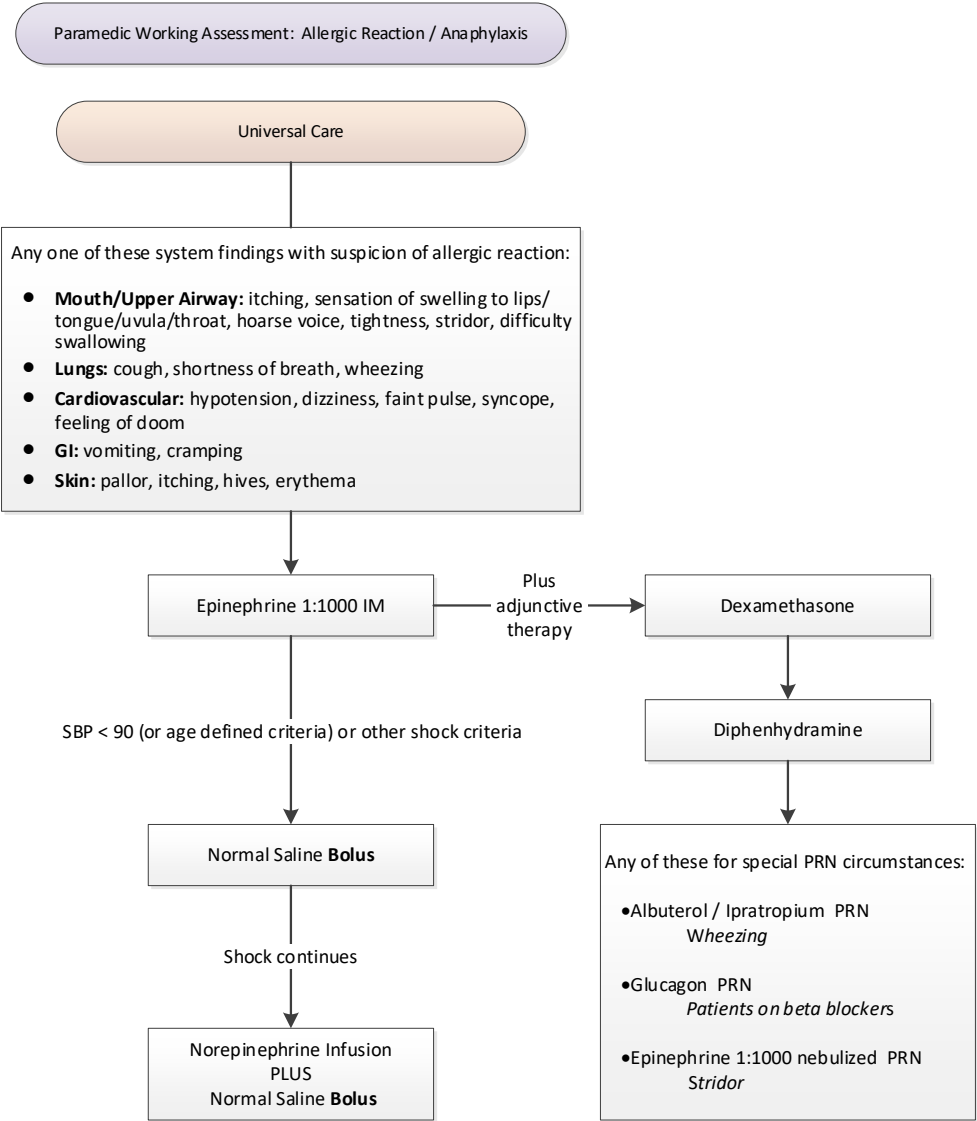 Paramedic Working Assessment: Allergic Reaction / Anaphylaxis
Universal Care
Any one of these system findings with suspicion of allergic reaction:
● Mouth/Upper Airway: itching, sensation of swelling to lips/
tongue/uvula/throat, hoarse voice, tightness, stridor, difficulty
swallowing
● Lungs: cough, shortness of breath, wheezing
● Cardiovascular: hypotension, dizziness, faint pulse, syncope,
feeling of doom
● GI: vomiting, cramping
● Skin: pallor, itching, hives, erythema
Epinephrine 1:1000 IM
Plus
adjunctive
therapy
Dexamethasone
Diphenhydramine
SBP < 90 (or age defined criteria) or other shock criteria
Normal Saline Bolus
Shock continues
Norepinephrine Infusion
PLUS
Normal Saline Bolus
Any of these for special PRN circumstances:
•Albuterol / Ipratropium PRN
Wheezing
•Glucagon PRN
Patients on beta blockers
•Epinephrine 1:1000 nebulized PRN
Stridor